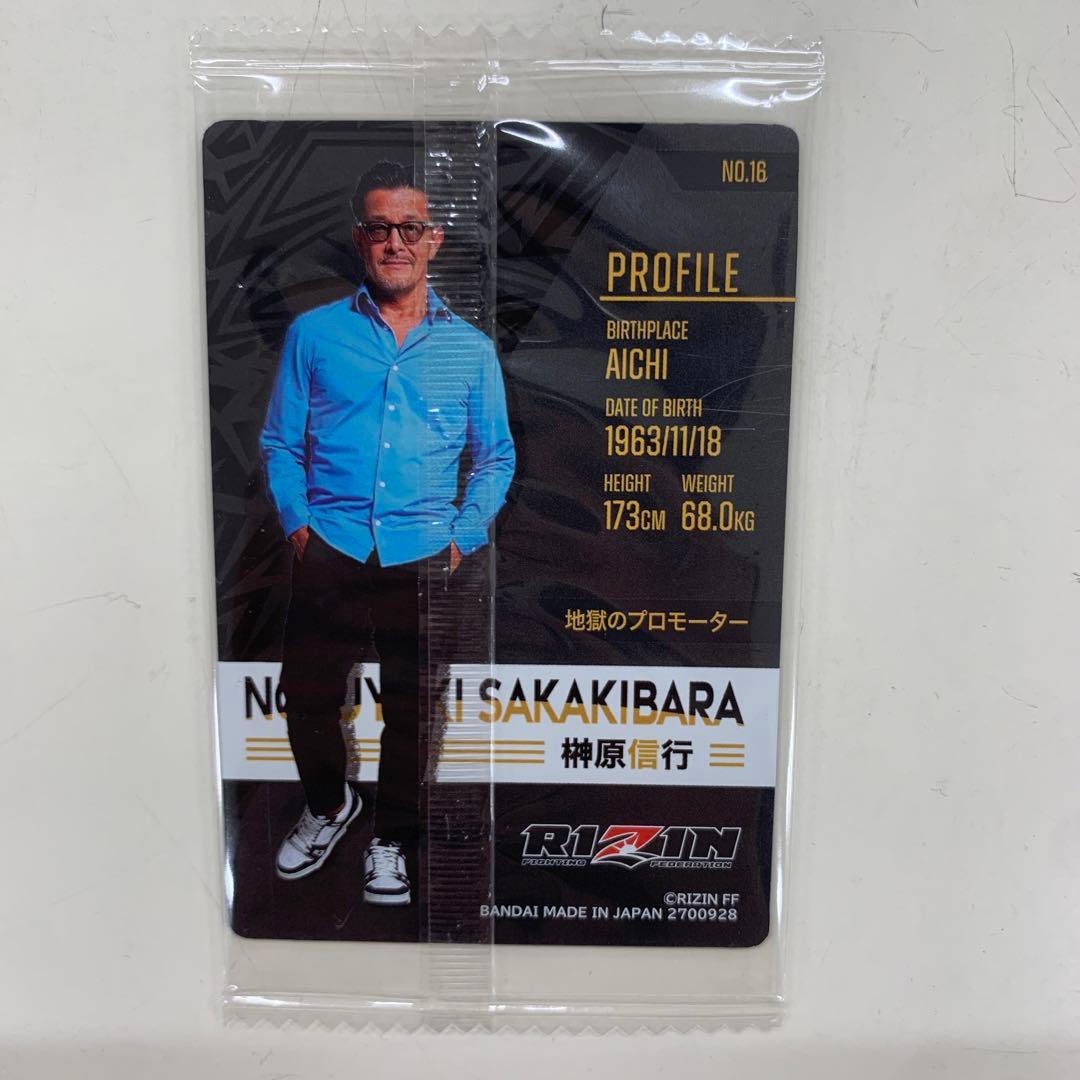 NO.16
PROFILE
BIRTHPLACE
AICHI
DATE OF BIRTH
1963/11/18
HEIGHT WEIGHT
173CM 68.0KG
地獄のプロモーター
SAKAKIBARA
榊原信行
RIZIN
FIGHTING FEDERATION
©RIZIN FF
BANDAI MADE IN JAPAN 2700928